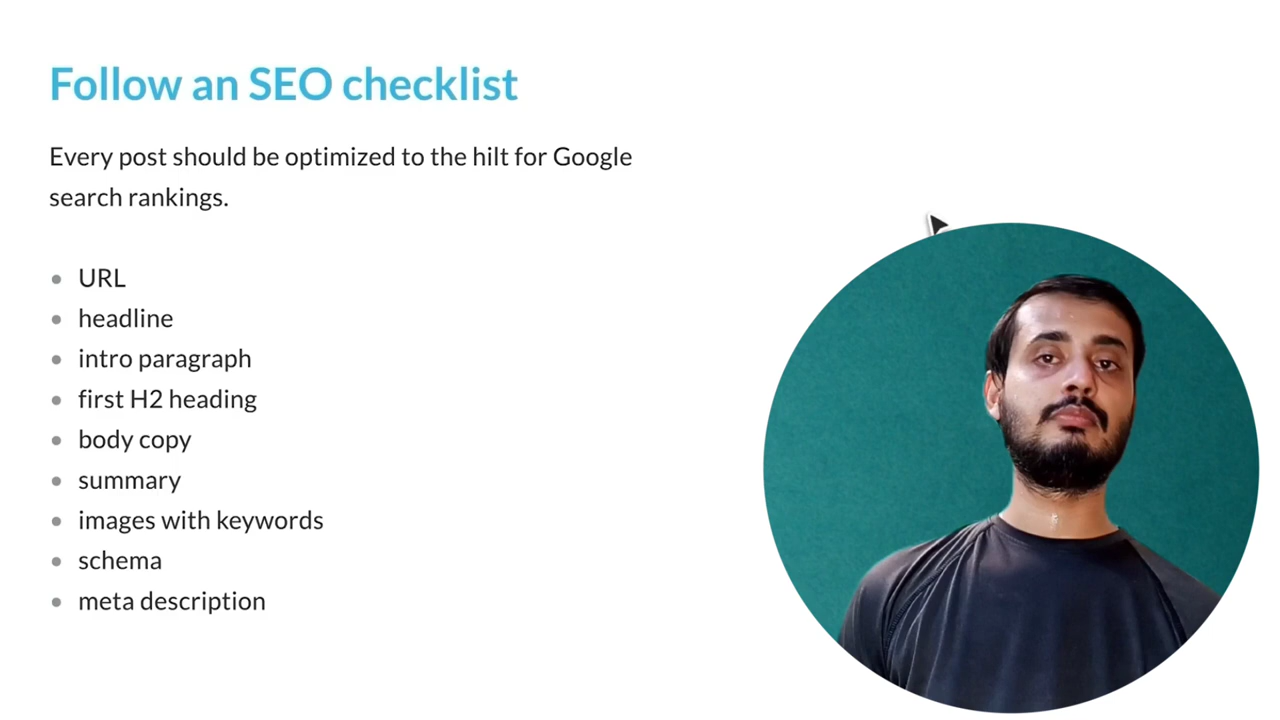 Follow an SEO checklist
Every post should be optimized to the hilt for Google
search rankings.
URL
headline
intro paragraph
first H2 heading
body copy
summary
images with keywords
schema
meta description